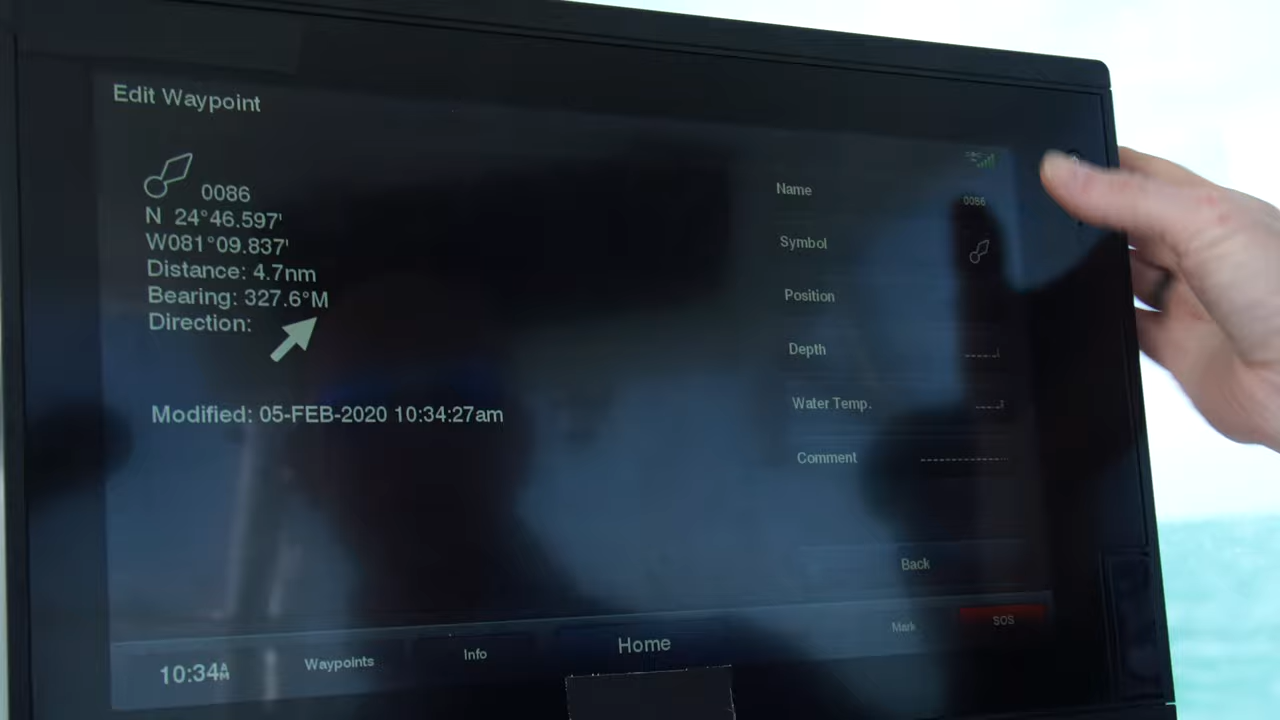 Edit Waypoint
0086
N 24°46.597'
W081°09.837'
Distance: 4.7nm
Bearing: 327.6°M
Direction:
Modified: 05-FEB-2020 10:34:27am
Name
0086
Symbol
Position
Depth
Water Temp.
Comment
Back
10:34AM
Waypoints
Info
Home
Mark
SOS